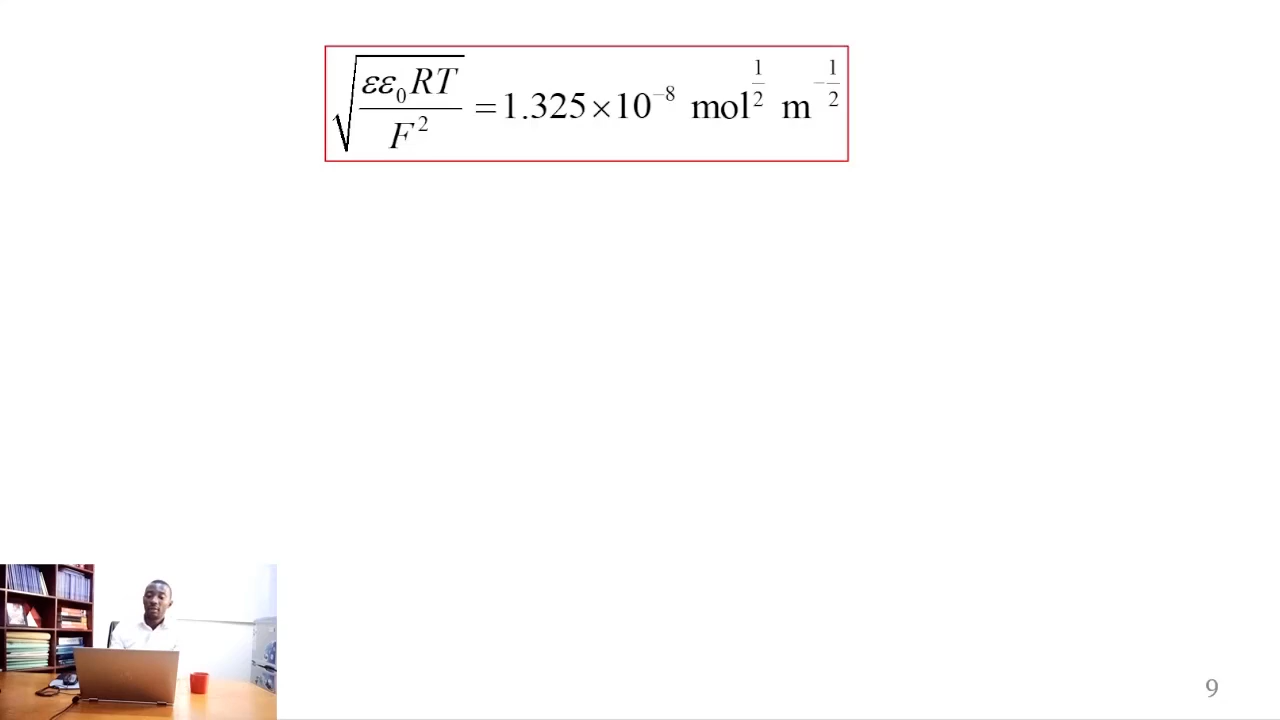 √(εε₀RT / F²) = 1.325×10⁻⁸ mol^(1/2) m^(-1/2)
9